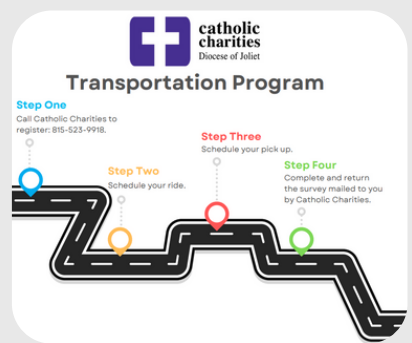 catholic
charities
Diocese of Joliet
Transportation Program
Step One
Call Catholic Charities to
register: 815-523-9918.
Step Two
Schedule your ride.
Step Three
Schedule your pick up.
Step Four
Complete and return
the survey mailed to you
by Catholic Charities.